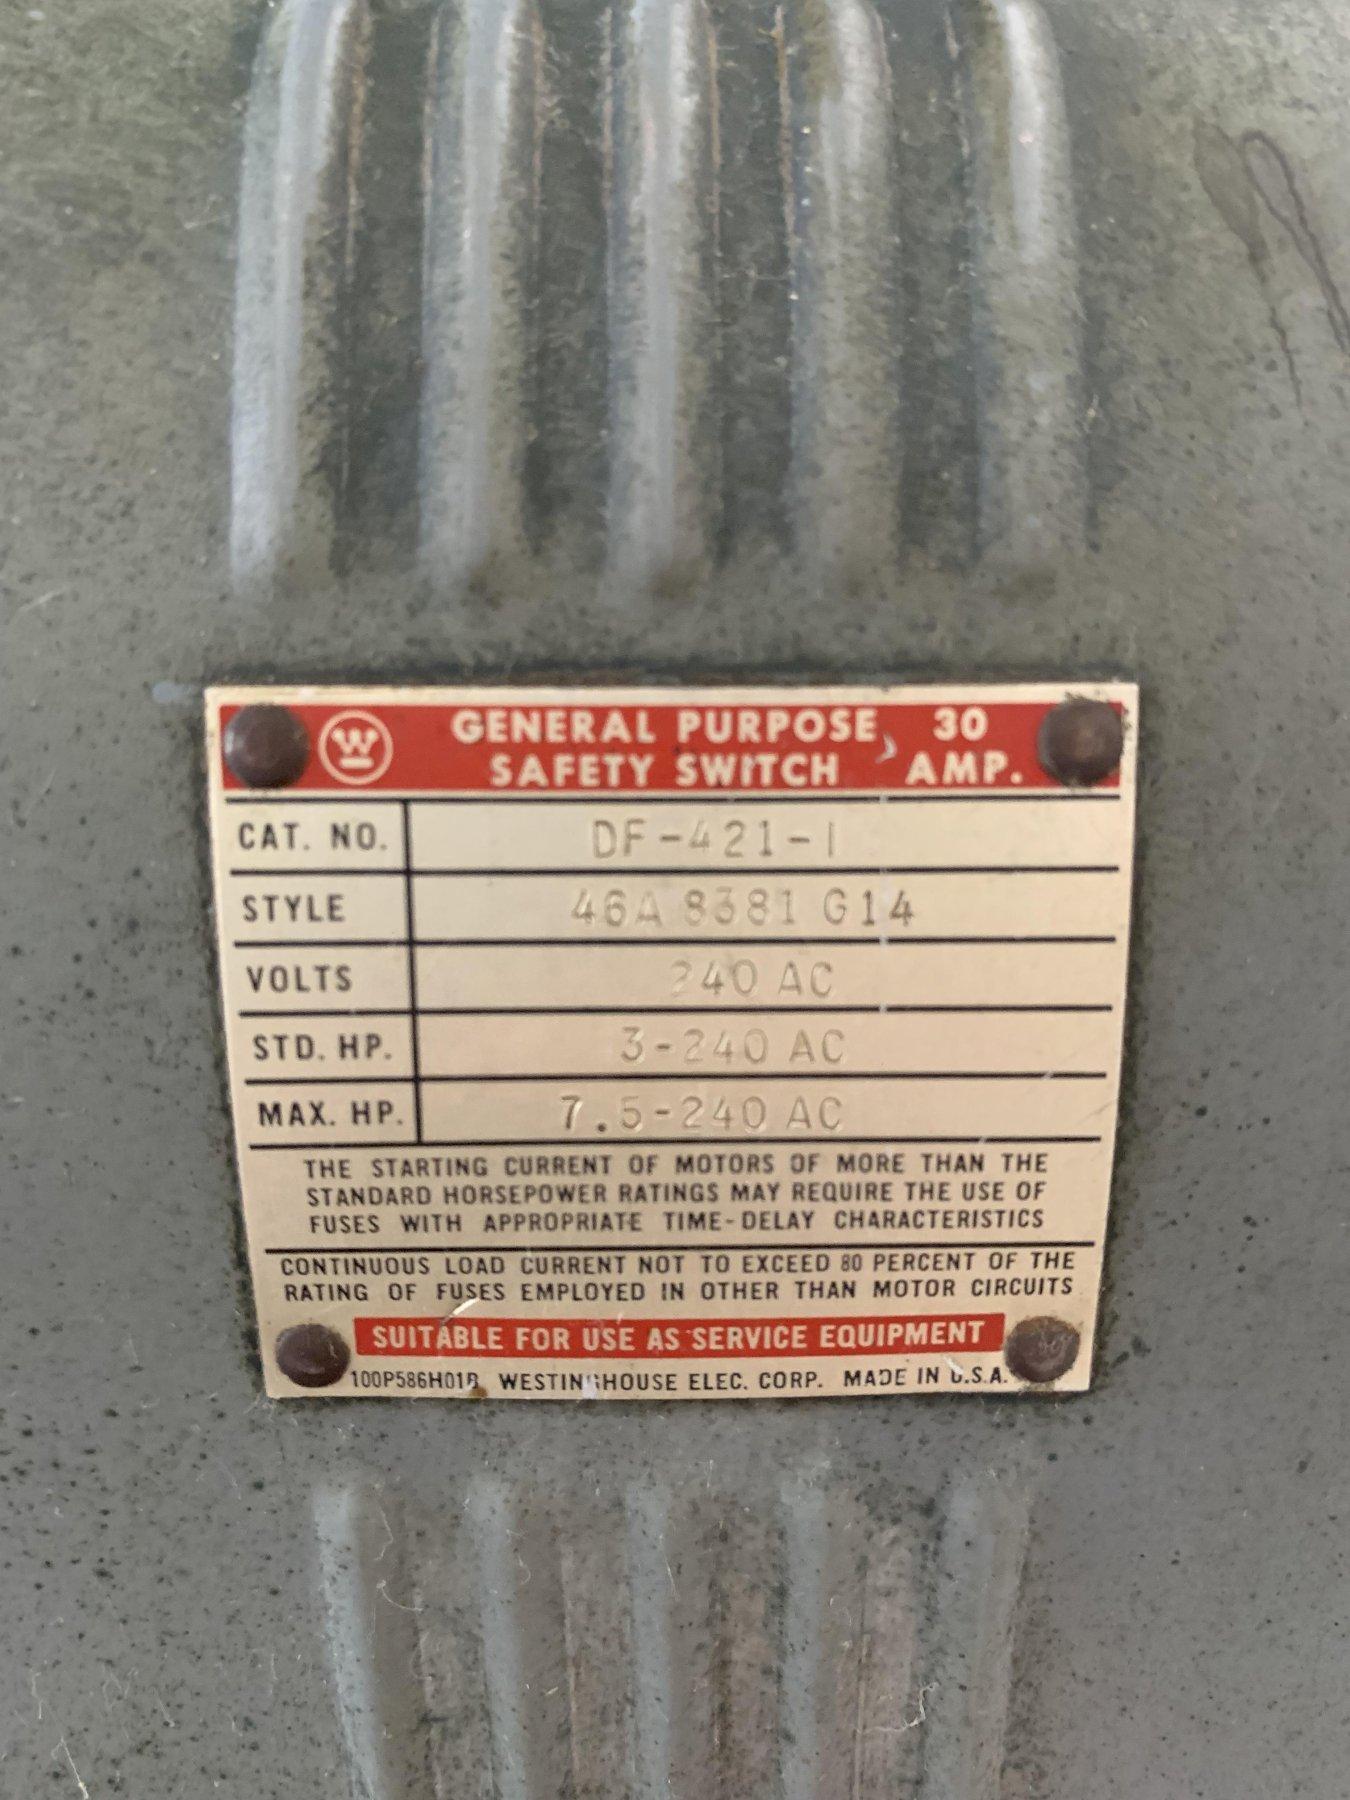 W
GENERAL PURPOSE 30
SAFETY SWITCH AMP.
CAT. NO. DF-421-1
STYLE 46A 8381 G14
VOLTS 240 AC
STD. HP. 3-240 AC
MAX. HP. 7.5-240 AC
THE STARTING CURRENT OF MOTORS OF MORE THAN THE
STANDARD HORSEPOWER RATINGS MAY REQUIRE THE USE OF
FUSES WITH APPROPRIATE TIME-DELAY CHARACTERISTICS
CONTINUOUS LOAD CURRENT NOT TO EXCEED 80 PERCENT OF THE
RATING OF FUSES EMPLOYED IN OTHER THAN MOTOR CIRCUITS
SUITABLE FOR USE AS SERVICE EQUIPMENT
WESTINGHOUSE ELEC. CORP. MADE IN U.S.A.